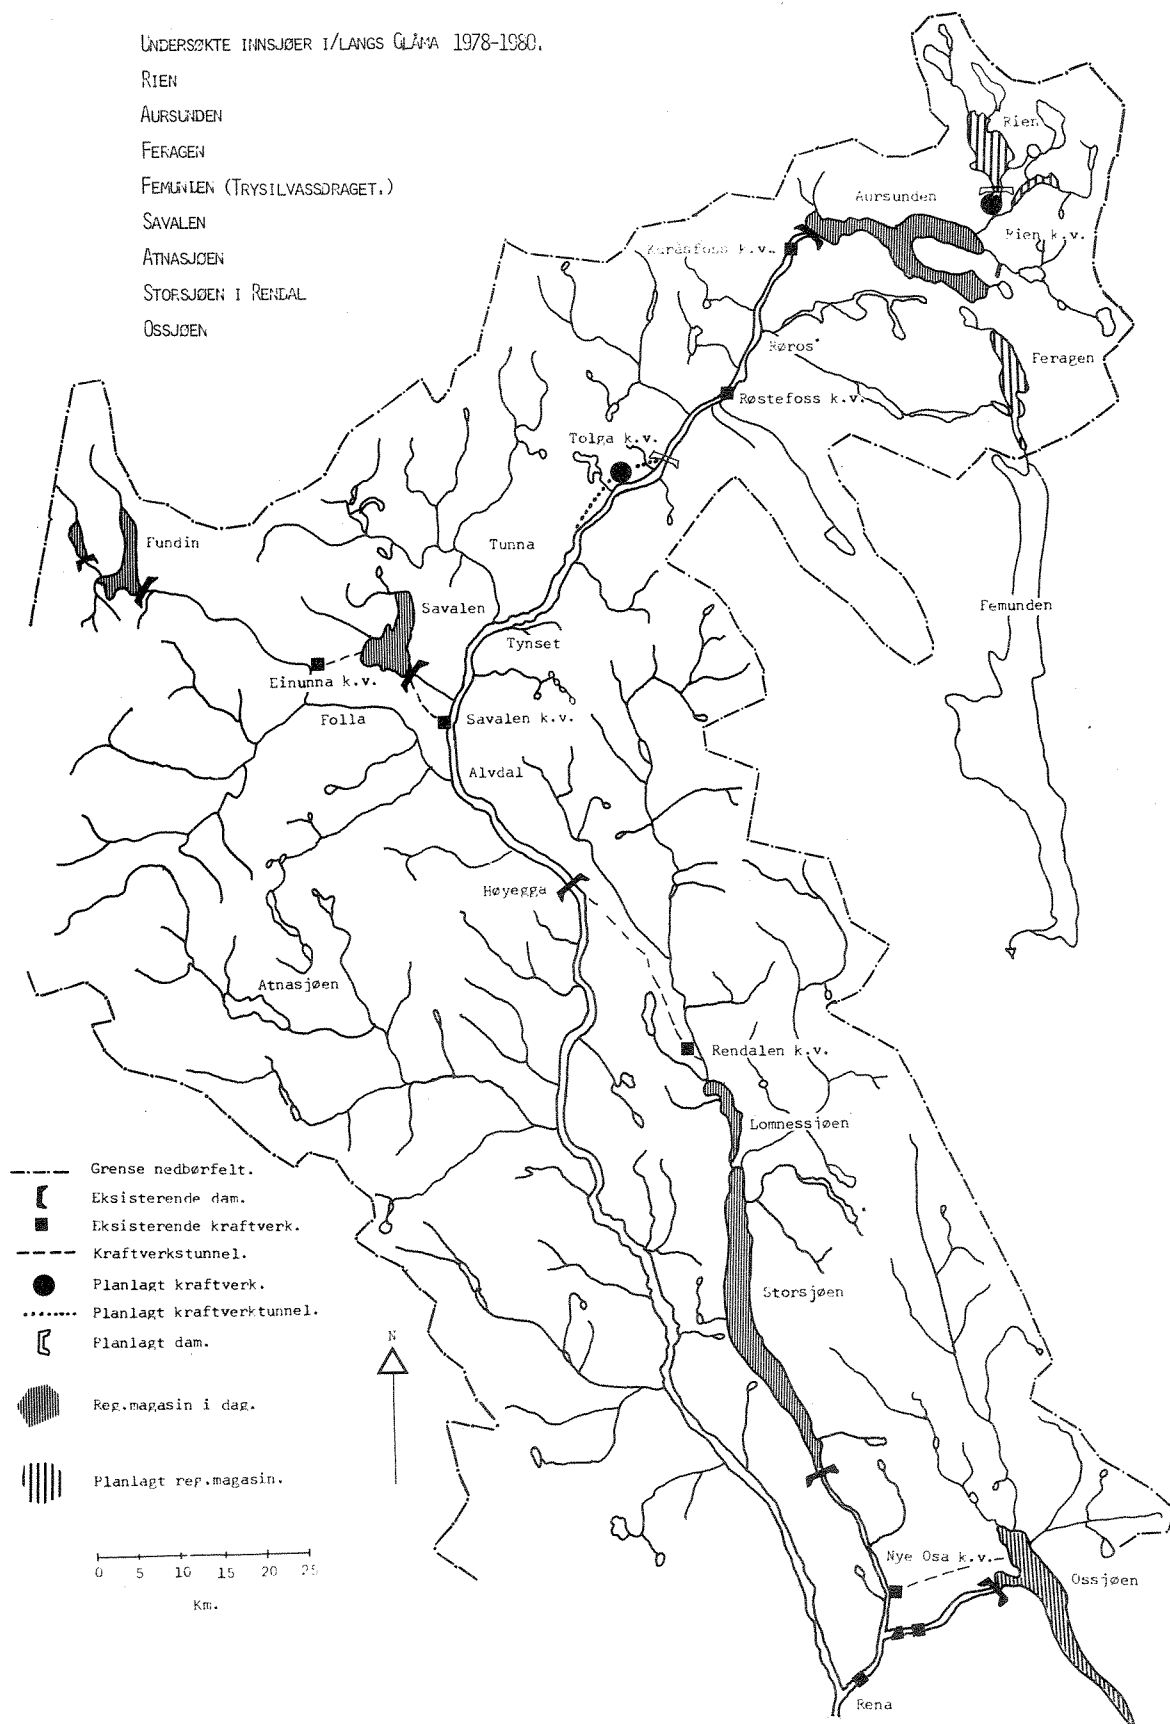 UNDERSØKTE INNSJØER I/LANGS GLÅMA 1978-1980.
RIEN
AURSUNDEN
FERAGEN
FEMUNDEN (TRYSILVASSDRAGET.)
SAVALEN
ATNASJØEN
STORSJØEN I RENDAL
OSSJØEN
Rien
Aursunden
Rien k.v.
Kuråsfoss k.v.
Røros
Feragen
Røstefoss k.v.
Tolga k.v.
Tunna
Fundin
Savalen
Femunden
Tynset
Einunna k.v.
Folla
Savalen k.v.
Alvdal
Høyegga
Atnasjøen
Rendalen k.v.
Lomnessjøen
Storsjøen
Grense nedbørfelt.
Eksisterende dam.
Eksisterende kraftverk.
Kraftverkstunnel.
Planlagt kraftverk.
Planlagt kraftverktunnel.
Planlagt dam.
Reg.magasin i dag.
Planlagt reg.magasin.
N
0 5 10 15 20 25
Km.
Nye Osa k.v.
Ossjøen
Rena